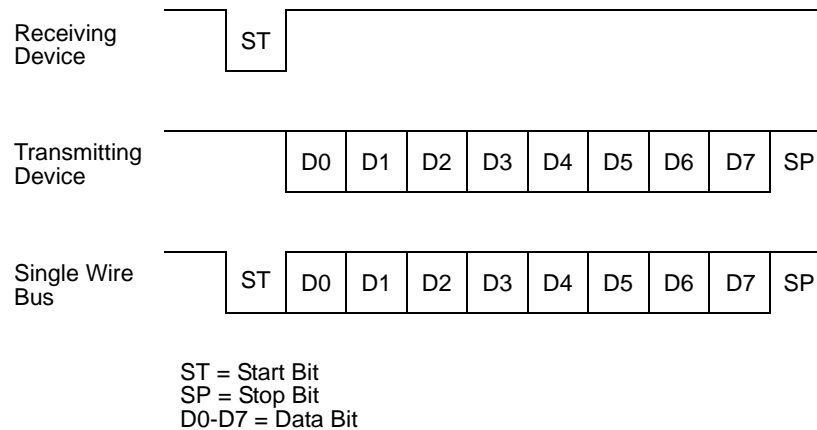 Receiving
Device
ST
Transmitting
Device
D0 D1 D2 D3 D4 D5 D6 D7 SP
Single Wire
Bus
ST D0 D1 D2 D3 D4 D5 D6 D7 SP
ST = Start Bit
SP = Stop Bit
D0-D7 = Data Bit